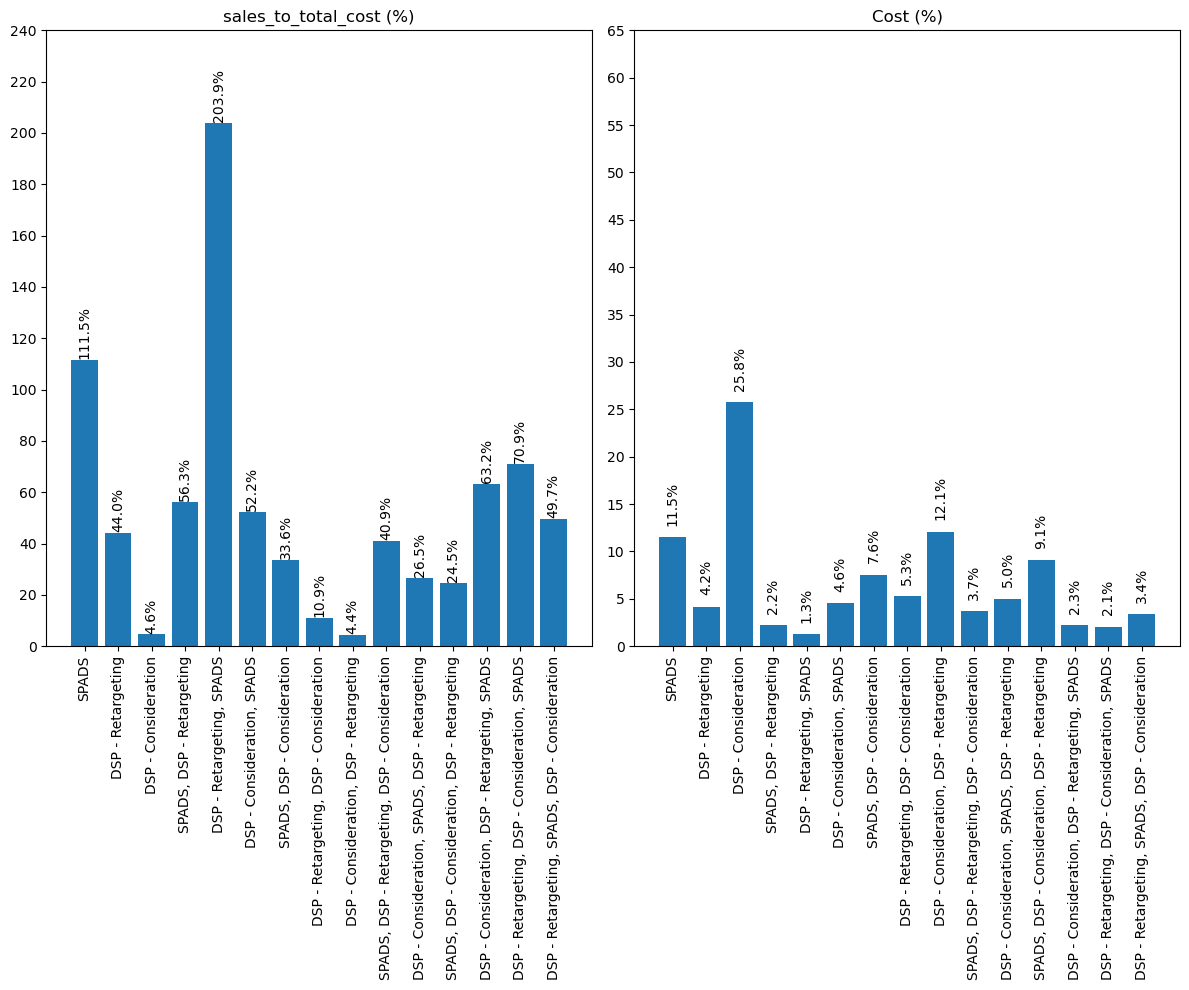 sales_to_total_cost (%)
240
220
200
180
160
140
120
100
80
60
40
20
0
111.5%
44.0%
4.6%
56.3%
203.9%
52.2%
33.6%
10.9%
4.4%
40.9%
26.5%
24.5%
63.2%
70.9%
49.7%
SPADS
DSP - Retargeting
DSP - Consideration
SPADS, DSP - Retargeting
DSP - Retargeting, SPADS
DSP - Consideration, SPADS
SPADS, DSP - Consideration
DSP - Retargeting, DSP - Consideration
DSP - Consideration, DSP - Retargeting
SPADS, DSP - Retargeting, DSP - Consideration
DSP - Consideration, SPADS, DSP - Retargeting
SPADS, DSP - Consideration, DSP - Retargeting
DSP - Consideration, DSP - Retargeting, SPADS
DSP - Retargeting, DSP - Consideration, SPADS
DSP - Retargeting, SPADS, DSP - Consideration
Cost (%)
65
60
55
50
45
40
35
30
25
20
15
10
5
0
11.5%
4.2%
25.8%
2.2%
1.3%
4.6%
7.6%
5.3%
12.1%
3.7%
5.0%
9.1%
2.3%
2.1%
3.4%
SPADS
DSP - Retargeting
DSP - Consideration
SPADS, DSP - Retargeting
DSP - Retargeting, SPADS
DSP - Consideration, SPADS
SPADS, DSP - Consideration
DSP - Retargeting, DSP - Consideration
DSP - Consideration, DSP - Retargeting
SPADS, DSP - Retargeting, DSP - Consideration
DSP - Consideration, SPADS, DSP - Retargeting
SPADS, DSP - Consideration, DSP - Retargeting
DSP - Consideration, DSP - Retargeting, SPADS
DSP - Retargeting, DSP - Consideration, SPADS
DSP - Retargeting, SPADS, DSP - Consideration